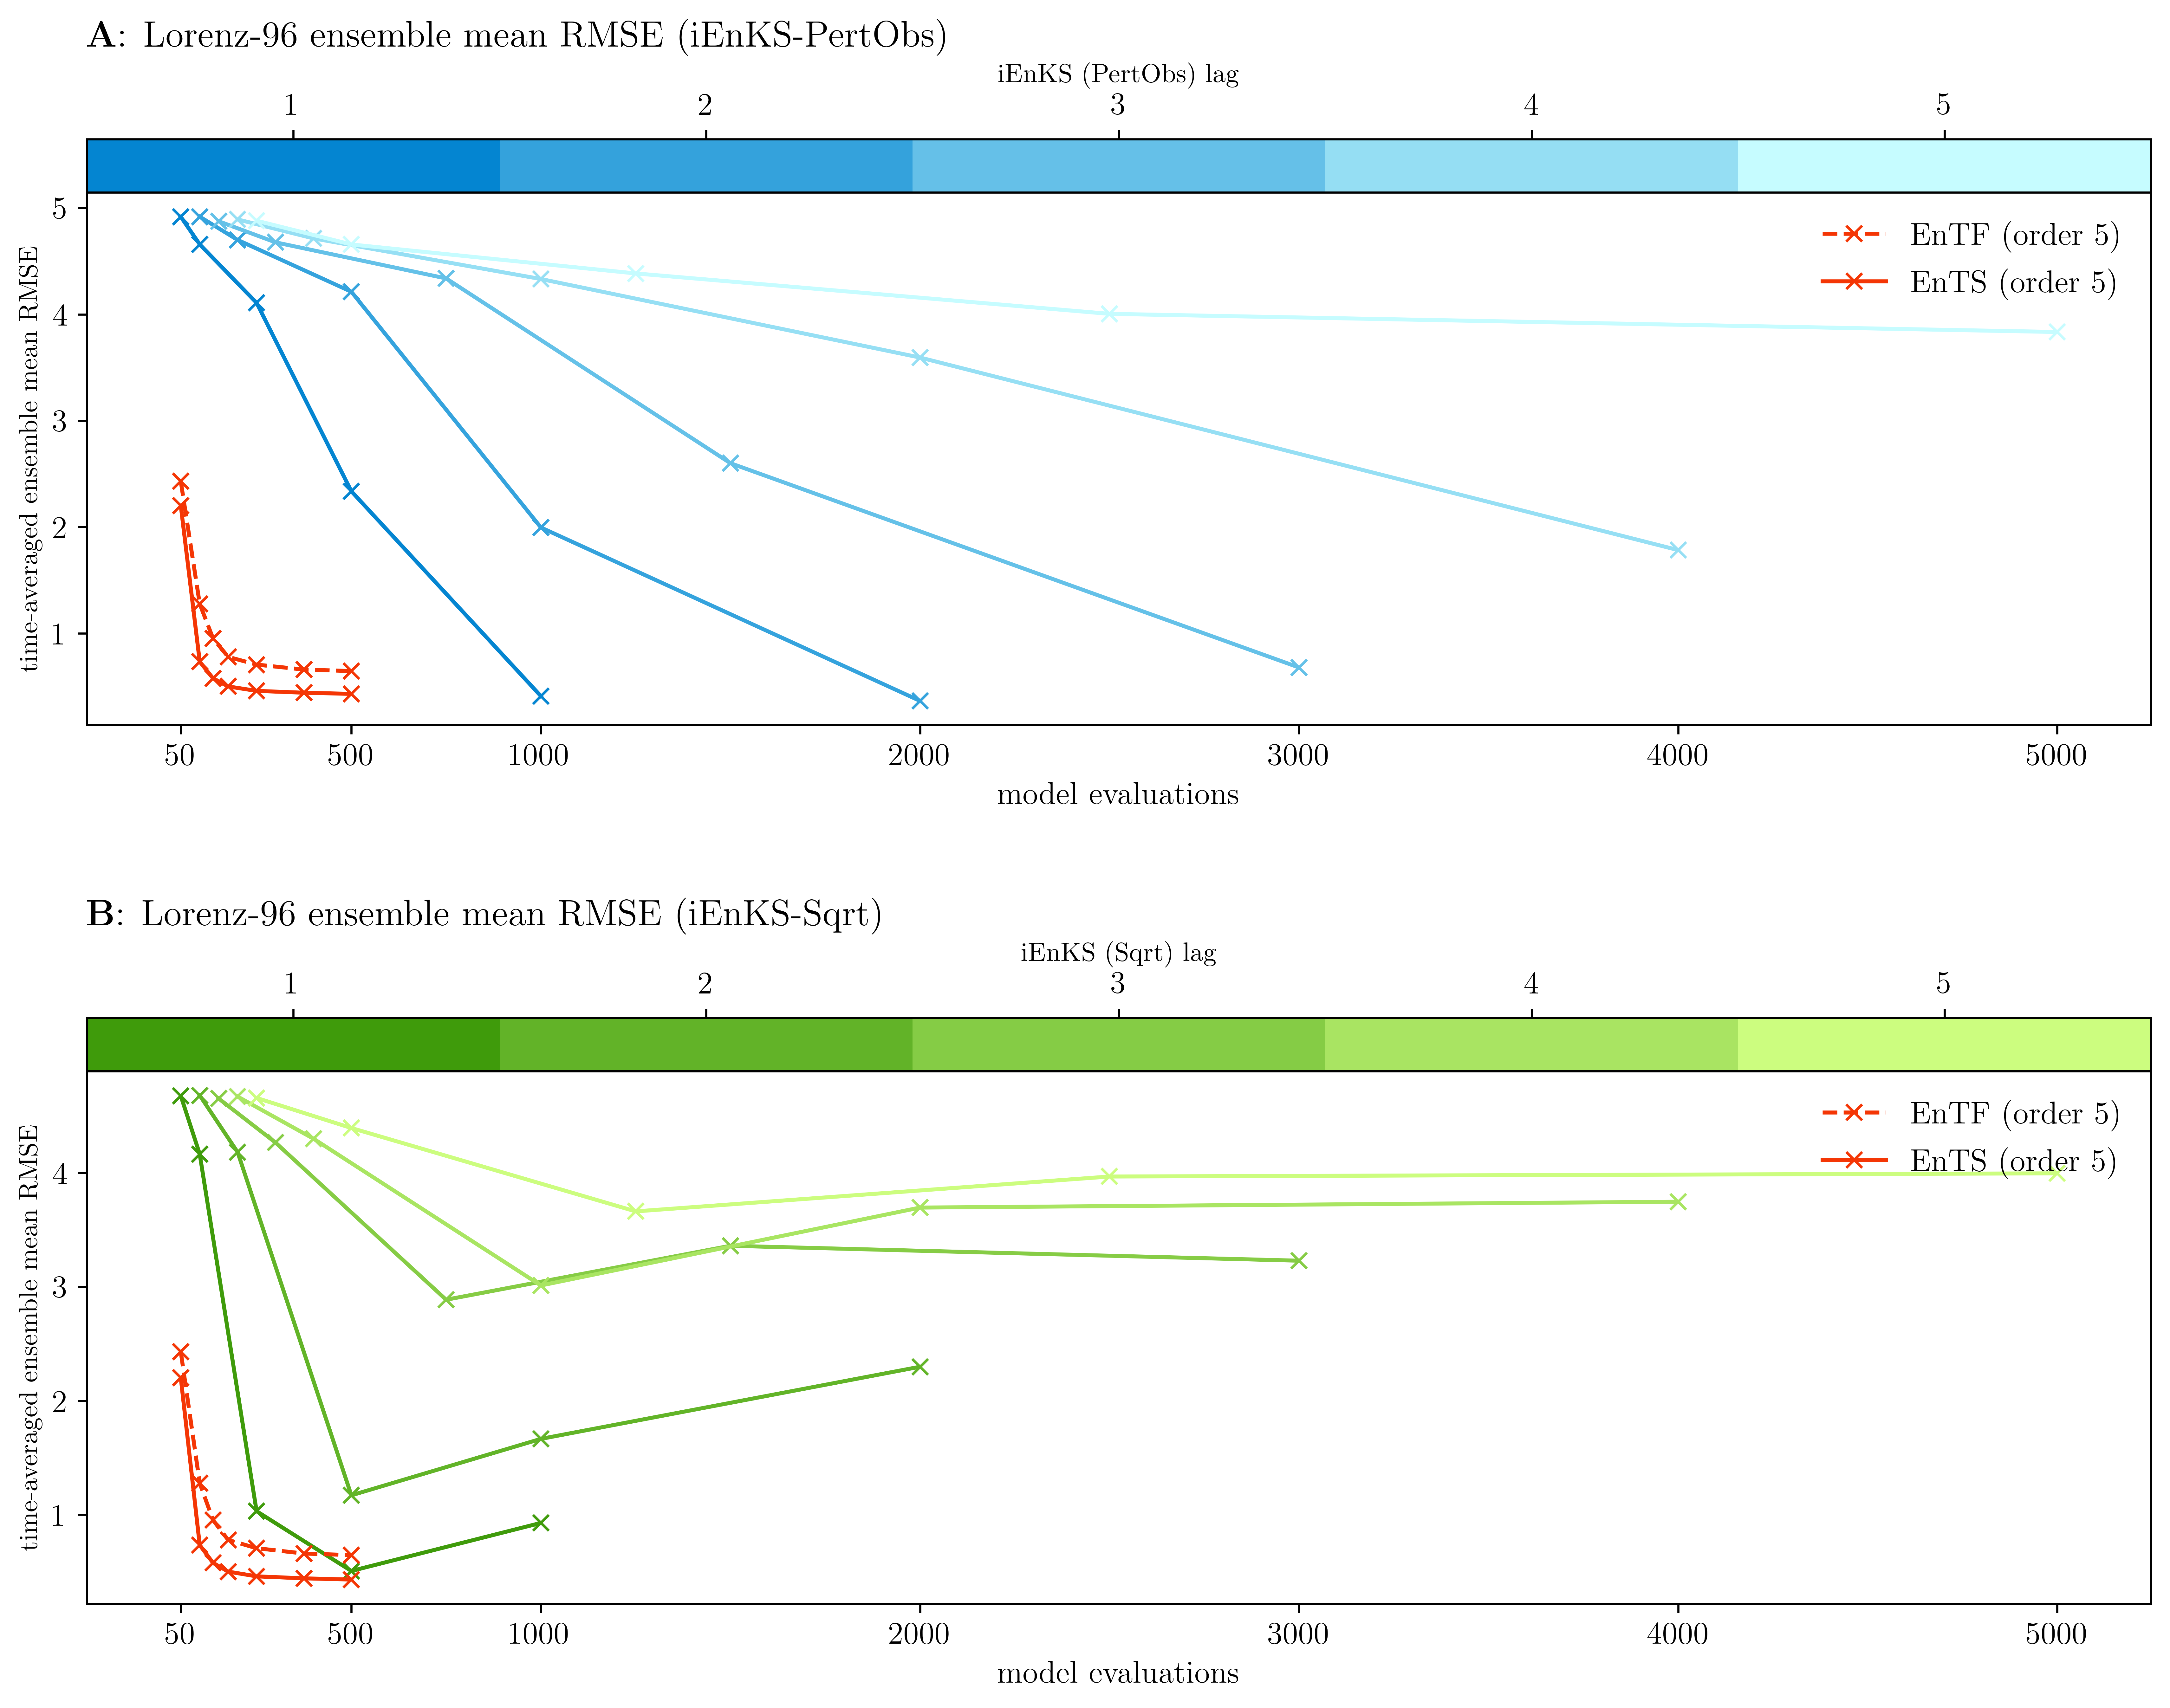 A: Lorenz-96 ensemble mean RMSE (iEnKS-PertObs)
iEnKS (PertObs) lag
1 2 3 4 5
5
4
3
2
1
time-averaged ensemble mean RMSE
EnTF (order 5)
EnTS (order 5)
50 500 1000 2000 3000 4000 5000
model evaluations
B: Lorenz-96 ensemble mean RMSE (iEnKS-Sqrt)
iEnKS (Sqrt) lag
1 2 3 4 5
4
3
2
1
time-averaged ensemble mean RMSE
EnTF (order 5)
EnTS (order 5)
50 500 1000 2000 3000 4000 5000
model evaluations